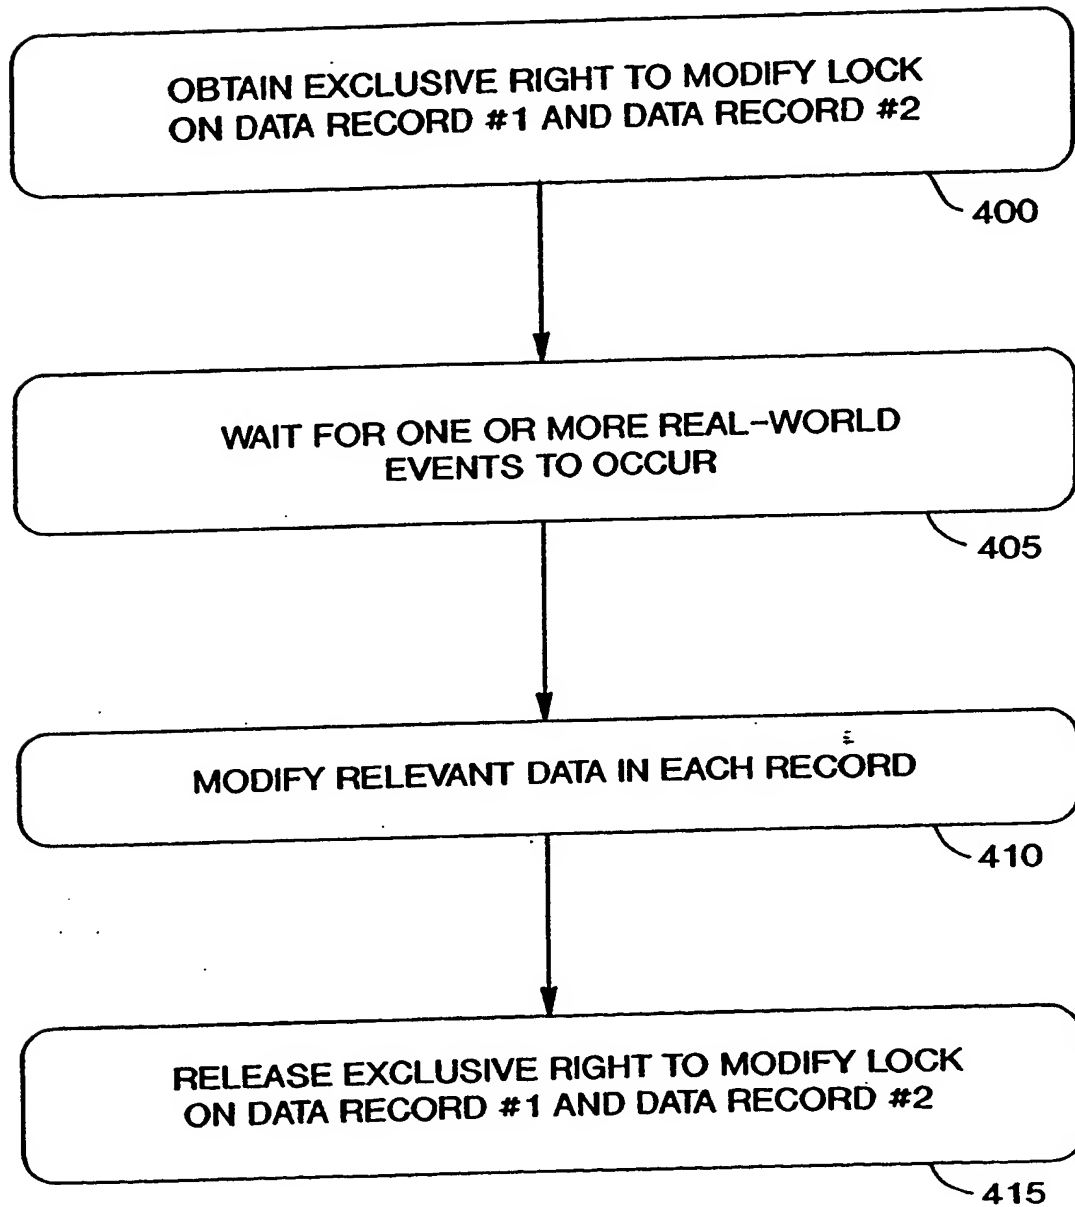 OBTAIN EXCLUSIVE RIGHT TO MODIFY LOCK
ON DATA RECORD #1 AND DATA RECORD #2
400
WAIT FOR ONE OR MORE REAL-WORLD
EVENTS TO OCCUR
405
MODIFY RELEVANT DATA IN EACH RECORD
410
RELEASE EXCLUSIVE RIGHT TO MODIFY LOCK
ON DATA RECORD #1 AND DATA RECORD #2
415